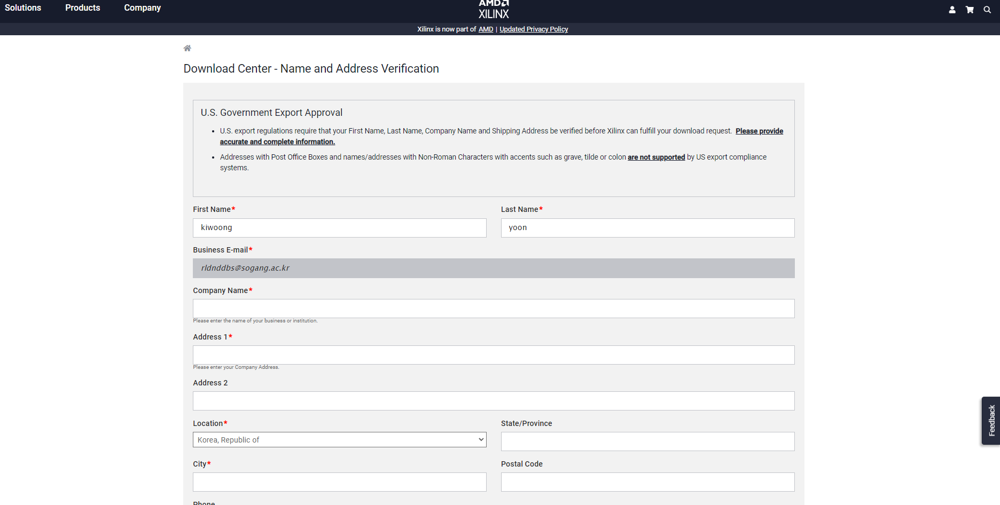 Solutions Products Company
AMD
XILINX
Xilinx is now part of AMD | Updated Privacy Policy
Download Center - Name and Address Verification
U.S. Government Export Approval
• U.S. export regulations require that your First Name, Last Name, Company Name and Shipping Address be verified before Xilinx can fulfill your download request. Please provide
accurate and complete information.
• Addresses with Post Office Boxes and names/addresses with Non-Roman Characters with accents such as grave, tilde or colon are not supported by US export compliance
systems.
First Name* Last Name*
kiwoong yoon
Business E-mail*
rldnddbs@sogang.ac.kr
Company Name*
Please enter the name of your business or institution.
Address 1*
Please enter your Company Address.
Address 2
Location* State/Province
Korea, Republic of
City* Postal Code
Phone
Feedback